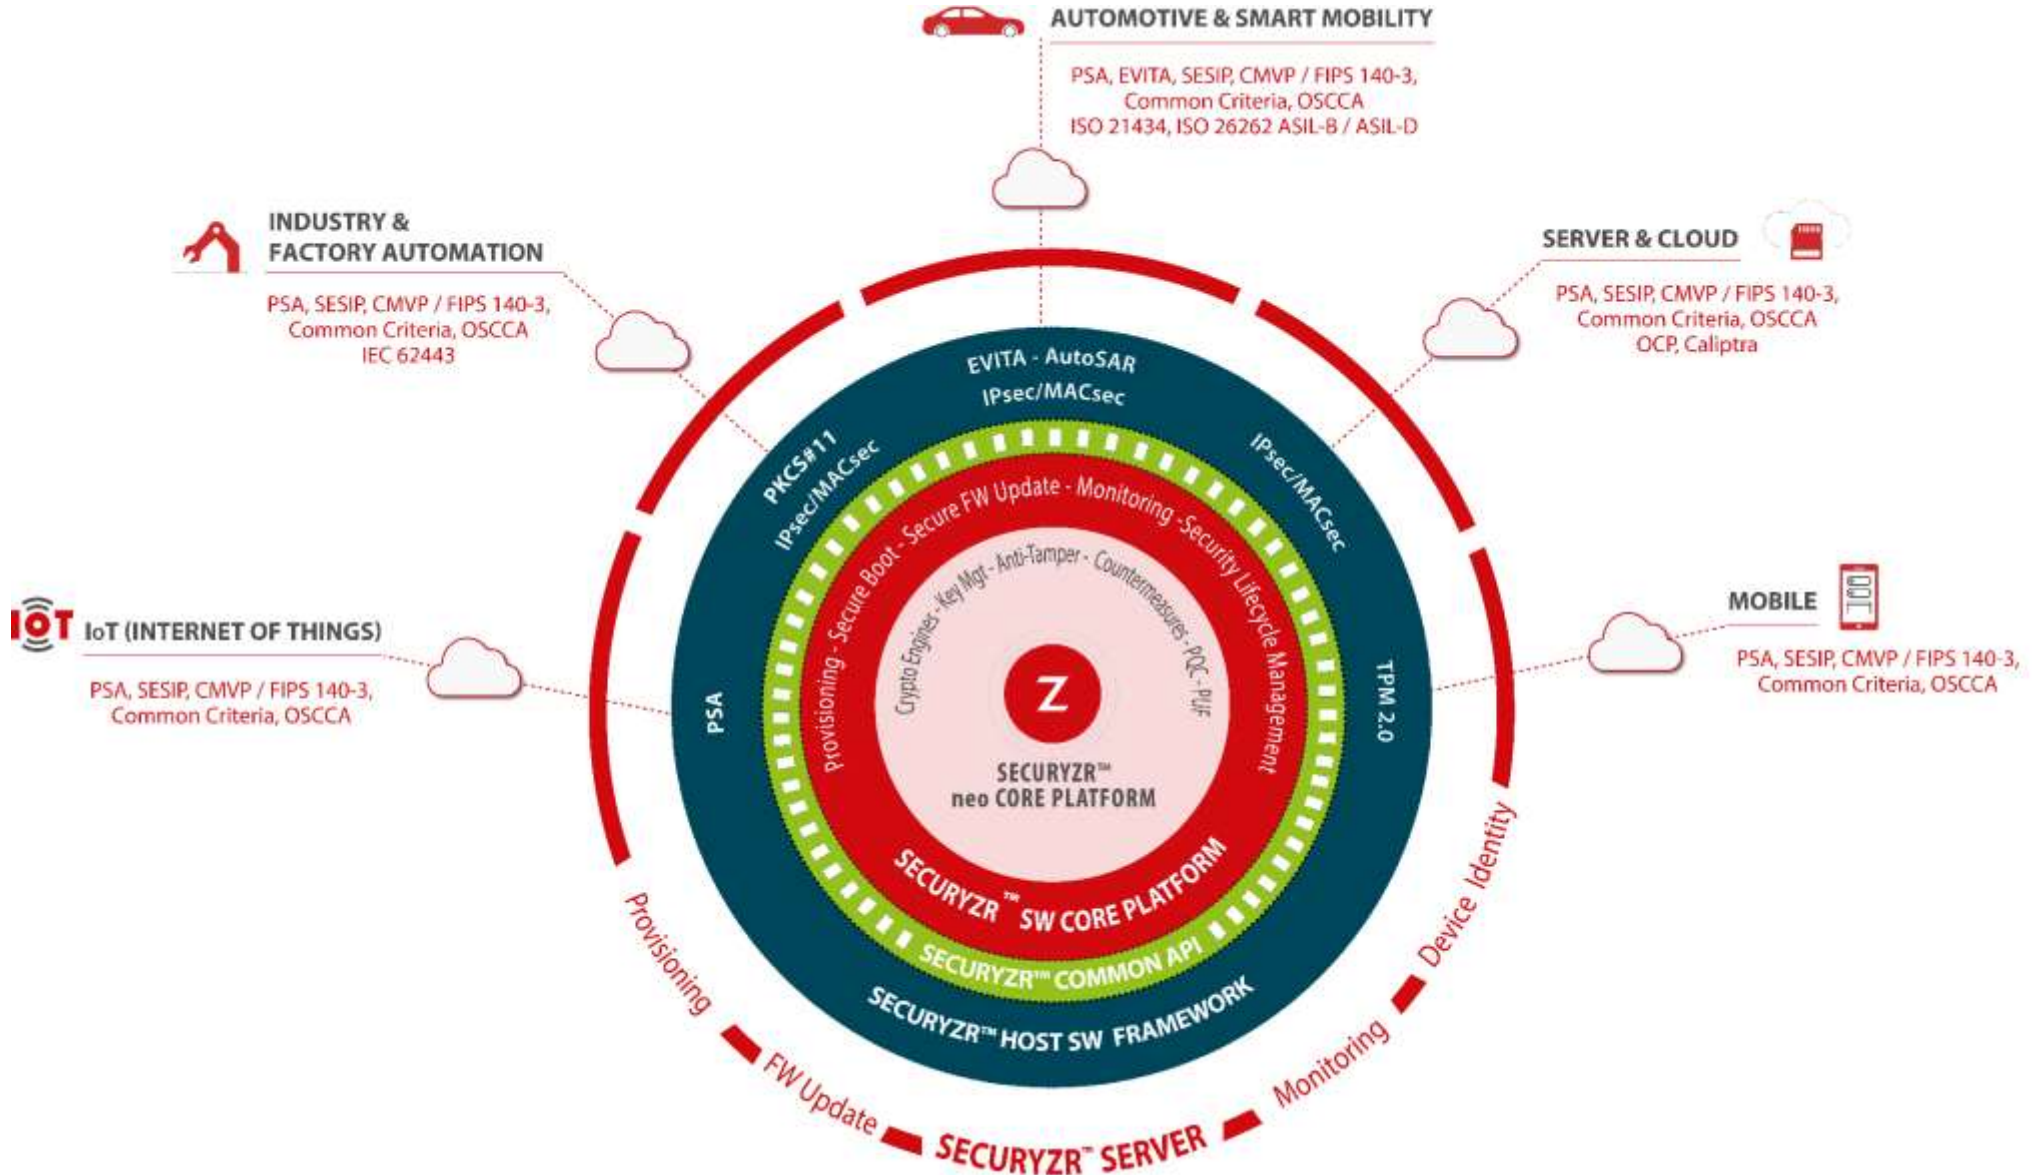 AUTOMOTIVE & SMART MOBILITY
PSA, EVITA, SESIP, CMVP / FIPS 140-3,
Common Criteria, OSCCA
ISO 21434, ISO 26262 ASIL-B / ASIL-D
INDUSTRY &
FACTORY AUTOMATION
PSA, SESIP, CMVP / FIPS 140-3,
Common Criteria, OSCCA
IEC 62443
SERVER & CLOUD
PSA, SESIP, CMVP / FIPS 140-3,
Common Criteria, OSCCA
OCP, Caliptra
IOT
IoT (INTERNET OF THINGS)
PSA, SESIP, CMVP / FIPS 140-3,
Common Criteria, OSCCA
MOBILE
PSA, SESIP, CMVP / FIPS 140-3,
Common Criteria, OSCCA
EVITA - AutoSAR
IPsec/MACsec
PKCS#11
IPsec/MACsec
IPsec/MACsec
PSA
TPM 2.0
Provisioning - Secure Boot - Secure FW Update - Monitoring -Security Lifecycle Management
Crypto Engines - Key Mgt - Anti-Tamper - Countermeasures - PQC - PUF
Z
SECURYZR™
neo CORE PLATFORM
SECURYZR™ SW CORE PLATFORM
SECURYZR™ COMMON API
SECURYZR™ HOST SW FRAMEWORK
Provisioning
FW Update
SECURYZR™ SERVER
Monitoring
Device Identity